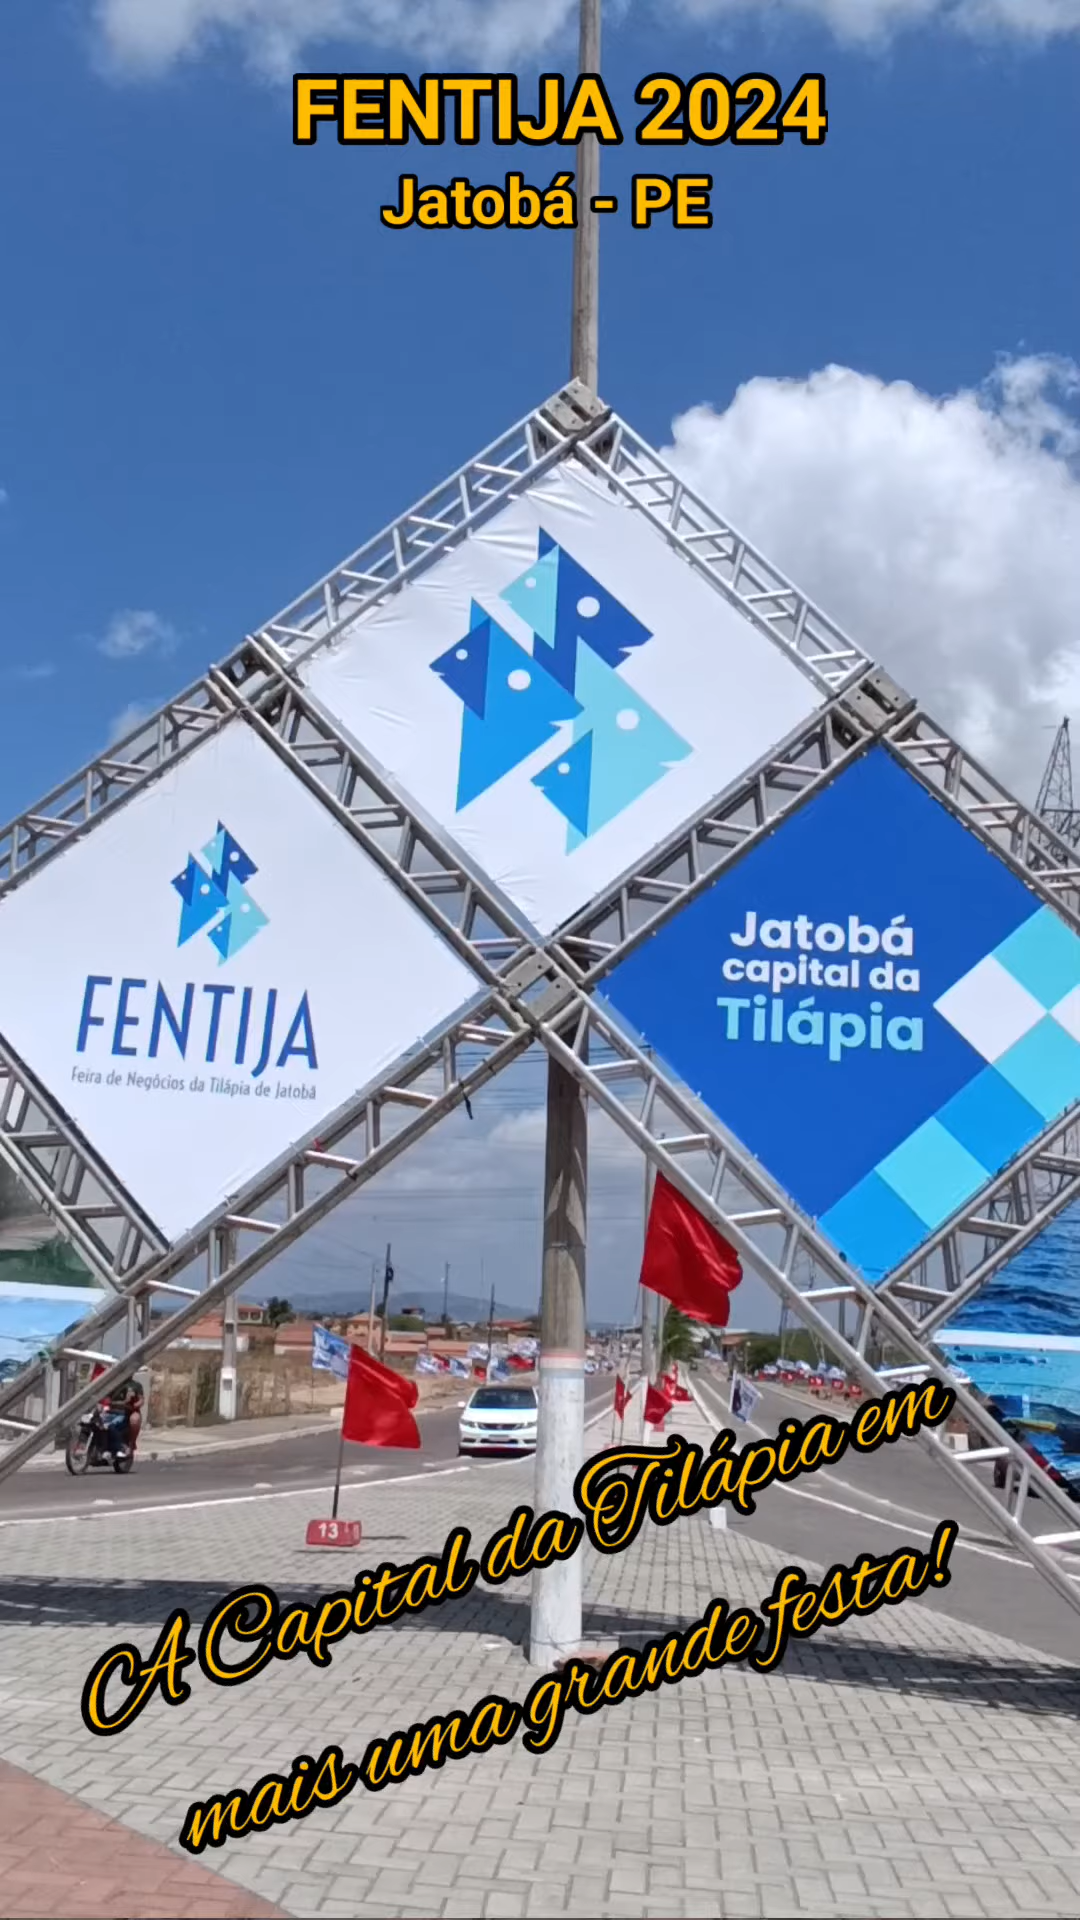 FENTIJA 2024
Jatobá - PE
FENTIJA
Feira de Negócios da Tilápia de Jatobá
Jatobá
capital da
Tilápia
13
A Capital da Tilápia em
mais uma grande festa!